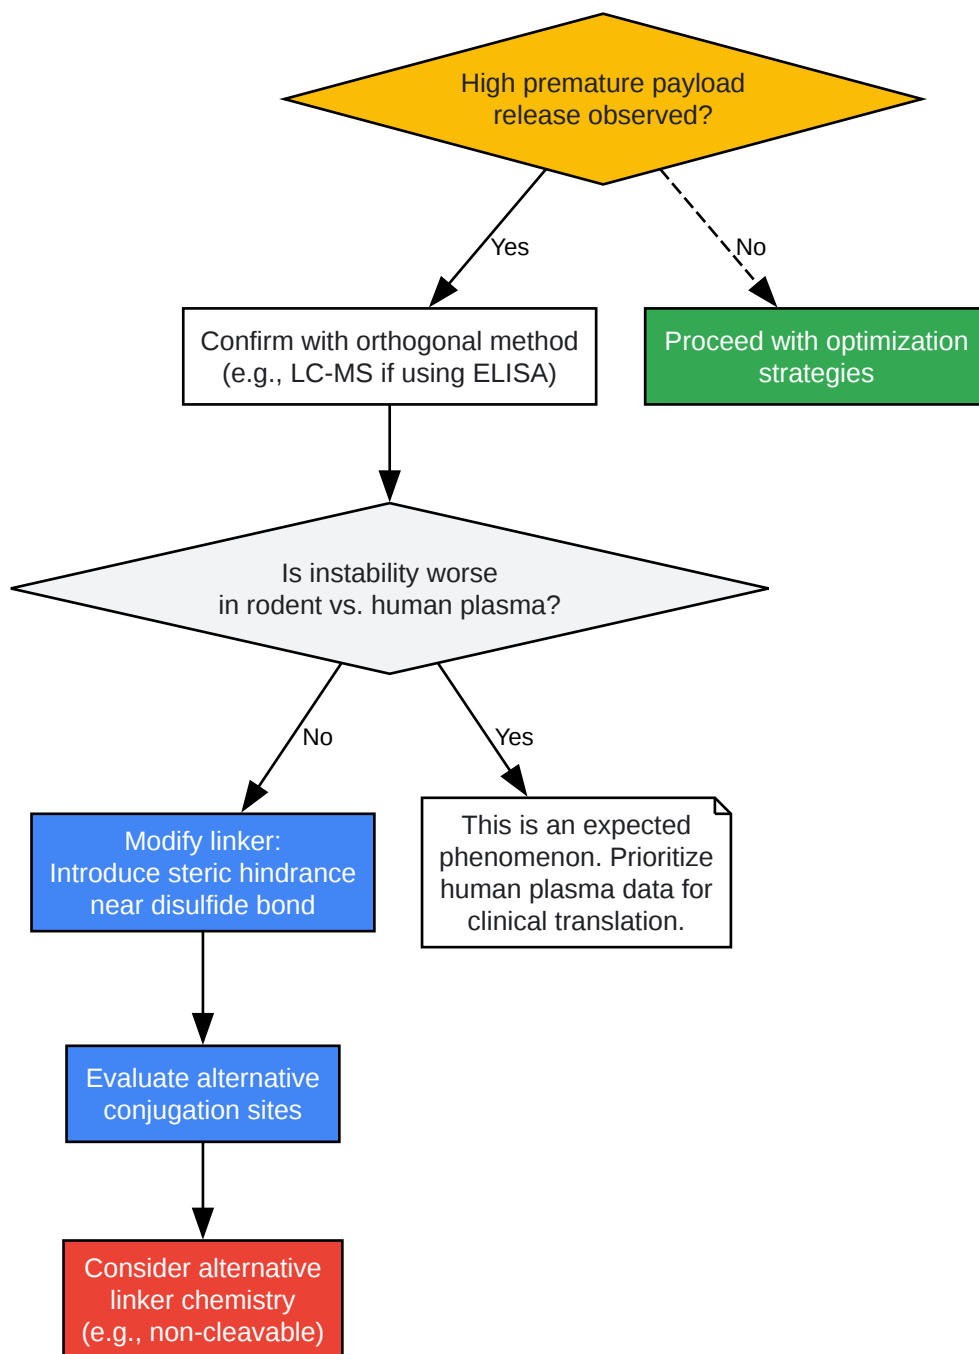 High premature payload
release observed?
Yes
No
Confirm with orthogonal method
(e.g., LC-MS if using ELISA)
Proceed with optimization
strategies
Is instability worse
in rodent vs. human plasma?
No
Yes
Modify linker:
Introduce steric hindrance
near disulfide bond
This is an expected
phenomenon. Prioritize
human plasma data for
clinical translation.
Evaluate alternative
conjugation sites
Consider alternative
linker chemistry
(e.g., non-cleavable)